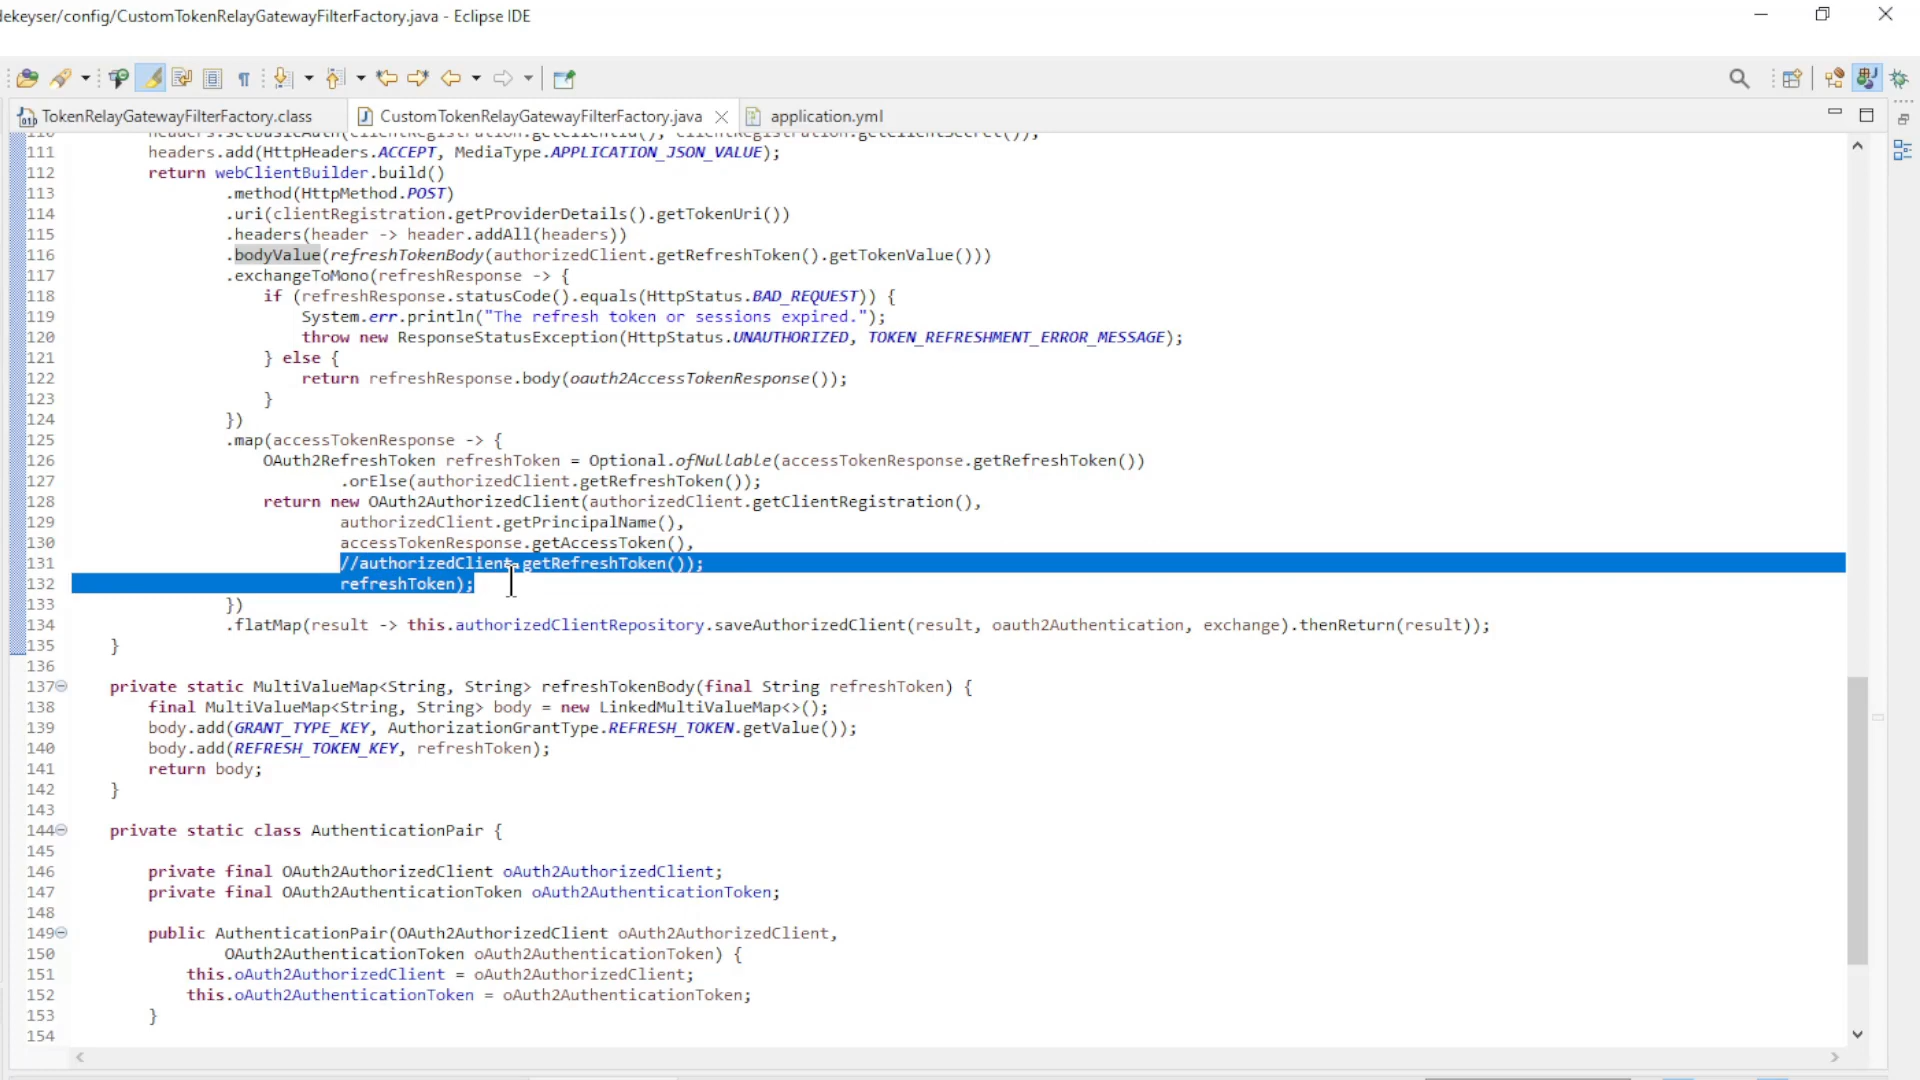 dekeyser/config/CustomTokenRelayGatewayFilterFactory.java - Eclipse IDE
TokenRelayGatewayFilterFactory.class CustomTokenRelayGatewayFilterFactory.java application.yml
110 headers.setBasicAuth(clientRegistration.getClientId(), clientRegistration.getClientSecret());
111 headers.add(HttpHeaders.ACCEPT, MediaType.APPLICATION_JSON_VALUE);
112 return webClientBuilder.build()
113 .method(HttpMethod.POST)
114 .uri(clientRegistration.getProviderDetails().getTokenUri())
115 .headers(header -> header.addAll(headers))
116 .bodyValue(refreshTokenBody(authorizedClient.getRefreshToken().getTokenValue()))
117 .exchangeToMono(refreshResponse -> {
118 if (refreshResponse.statusCode().equals(HttpStatus.BAD_REQUEST)) {
119 System.err.println("The refresh token or sessions expired.");
120 throw new ResponseStatusException(HttpStatus.UNAUTHORIZED, TOKEN_REFRESHMENT_ERROR_MESSAGE);
121 } else {
122 return refreshResponse.body(oauth2AccessTokenResponse());
123 }
124 })
125 .map(accessTokenResponse -> {
126 OAuth2RefreshToken refreshToken = Optional.ofNullable(accessTokenResponse.getRefreshToken())
127 .orElse(authorizedClient.getRefreshToken());
128 return new OAuth2AuthorizedClient(authorizedClient.getClientRegistration(),
129 authorizedClient.getPrincipalName(),
130 accessTokenResponse.getAccessToken(),
131 //authorizedClient.getRefreshToken());
132 refreshToken);
133 })
134 .flatMap(result -> this.authorizedClientRepository.saveAuthorizedClient(result, oauth2Authentication, exchange).thenReturn(result));
135 }
136
137 private static MultiValueMap<String, String> refreshTokenBody(final String refreshToken) {
138 final MultiValueMap<String, String> body = new LinkedMultiValueMap<>();
139 body.add(GRANT_TYPE_KEY, AuthorizationGrantType.REFRESH_TOKEN.getValue());
140 body.add(REFRESH_TOKEN_KEY, refreshToken);
141 return body;
142 }
143
144 private static class AuthenticationPair {
145
146 private final OAuth2AuthorizedClient oAuth2AuthorizedClient;
147 private final OAuth2AuthenticationToken oAuth2AuthenticationToken;
148
149 public AuthenticationPair(OAuth2AuthorizedClient oAuth2AuthorizedClient,
150 OAuth2AuthenticationToken oAuth2AuthenticationToken) {
151 this.oAuth2AuthorizedClient = oAuth2AuthorizedClient;
152 this.oAuth2AuthenticationToken = oAuth2AuthenticationToken;
153 }
154